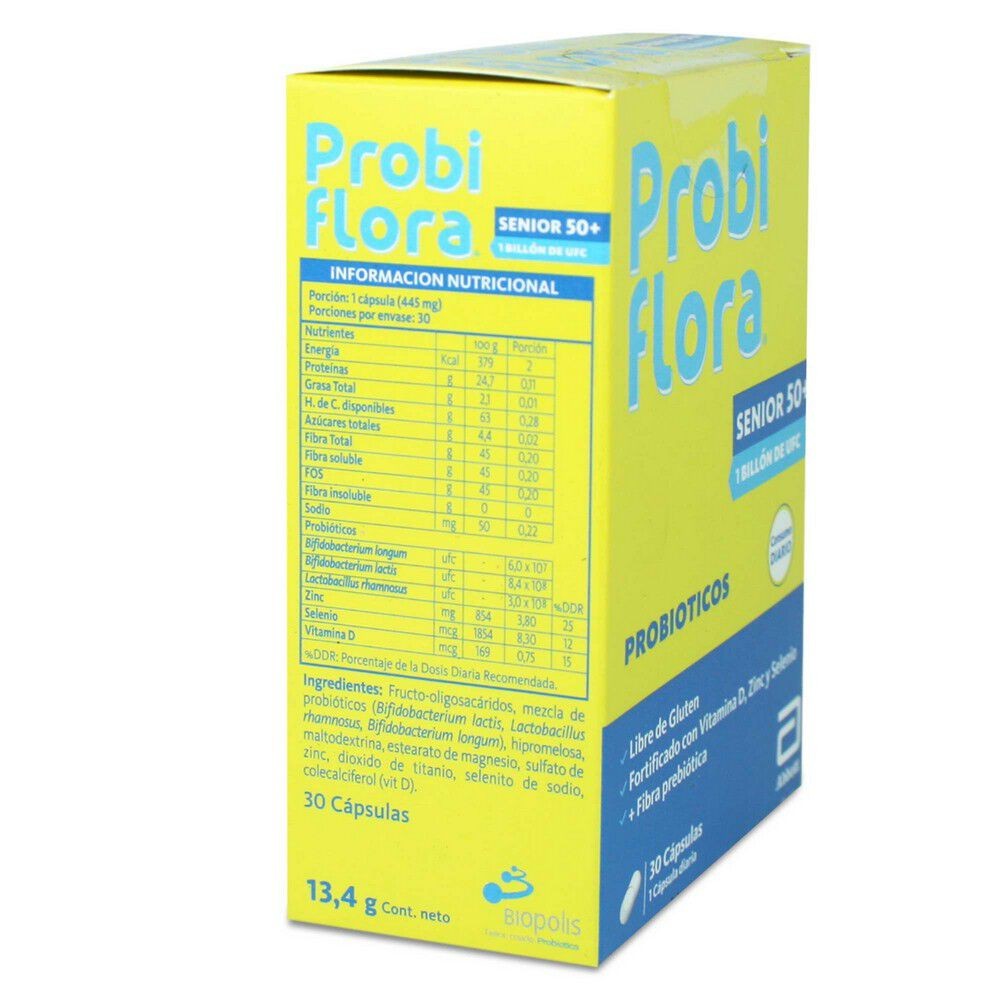 Probi
flora
SENIOR 50+
1 BILLÓN DE UFC
INFORMACION NUTRICIONAL
Porción: 1 cápsula (445 mg)
Porciones por envase: 30
Nutrientes 100 g Porción
Energía Kcal 379 2
Proteínas g 24,7 0,11
Grasa Total g 2,1 0,01
H. de C. disponibles g 63 0,28
Azúcares totales g 4,4 0,02
Fibra Total g 45 0,20
Fibra soluble g 45 0,20
FOS g 45 0,20
Fibra insoluble g 0 0
Sodio mg 50 0,22
Probióticos
Bifidobacterium longum ufc - 6,0 x 107
Bifidobacterium lactis ufc - 8,4 x 108
Lactobacillus rhamnosus ufc - 3,0 x 108 %DDR
Zinc mg 854 3,80 25
Selenio mcg 1854 8,30 12
Vitamina D mcg 169 0,75 15
%DDR: Porcentaje de la Dosis Diaria Recomendada.
Ingredientes: Fructo-oligosacáridos, mezcla de
probióticos (Bifidobacterium lactis, Lactobacillus
rhamnosus, Bifidobacterium longum), hipromelosa,
maltodextrina, estearato de magnesio, sulfato de
zinc, dioxido de titanio, selenito de sodio,
colecalciferol (vit D).
30 Cápsulas
13,4 g Cont. neto
Biopolis
Probiotics
Probi
flora
SENIOR 50+
1 BILLÓN DE UFC
Consumo
DIARIO
PROBIOTICOS
Libre de Gluten
Fortificado con Vitamina D, Zinc y Selenio
+ Fibra prebiótica
Abbott
30 Cápsulas
1 Cápsula diaria